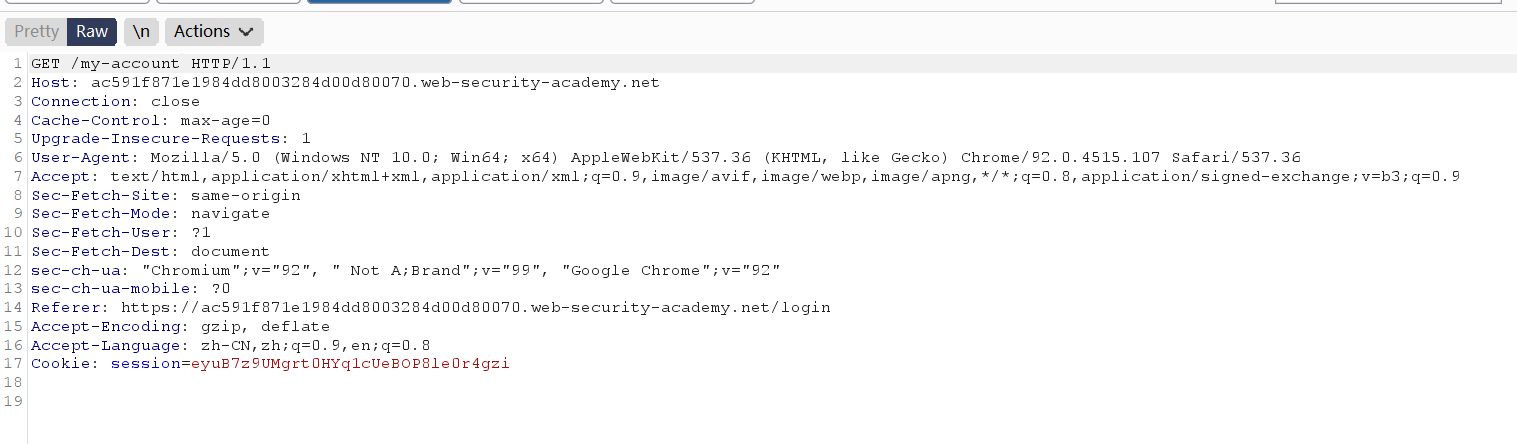 Pretty Raw \n Actions
1 GET /my-account HTTP/1.1
2 Host: ac591f871e1984dd8003284d00d80070.web-security-academy.net
3 Connection: close
4 Cache-Control: max-age=0
5 Upgrade-Insecure-Requests: 1
6 User-Agent: Mozilla/5.0 (Windows NT 10.0; Win64; x64) AppleWebKit/537.36 (KHTML, like Gecko) Chrome/92.0.4515.107 Safari/537.36
7 Accept: text/html,application/xhtml+xml,application/xml;q=0.9,image/avif,image/webp,image/apng,*/*;q=0.8,application/signed-exchange;v=b3;q=0.9
8 Sec-Fetch-Site: same-origin
9 Sec-Fetch-Mode: navigate
10 Sec-Fetch-User: ?1
11 Sec-Fetch-Dest: document
12 sec-ch-ua: "Chromium";v="92", " Not A;Brand";v="99", "Google Chrome";v="92"
13 sec-ch-ua-mobile: ?0
14 Referer: https://ac591f871e1984dd8003284d00d80070.web-security-academy.net/login
15 Accept-Encoding: gzip, deflate
16 Accept-Language: zh-CN,zh;q=0.9,en;q=0.8
17 Cookie: session=eyuB7z9UMgrt0HYq1cUeBOP8le0r4gzi
18
19